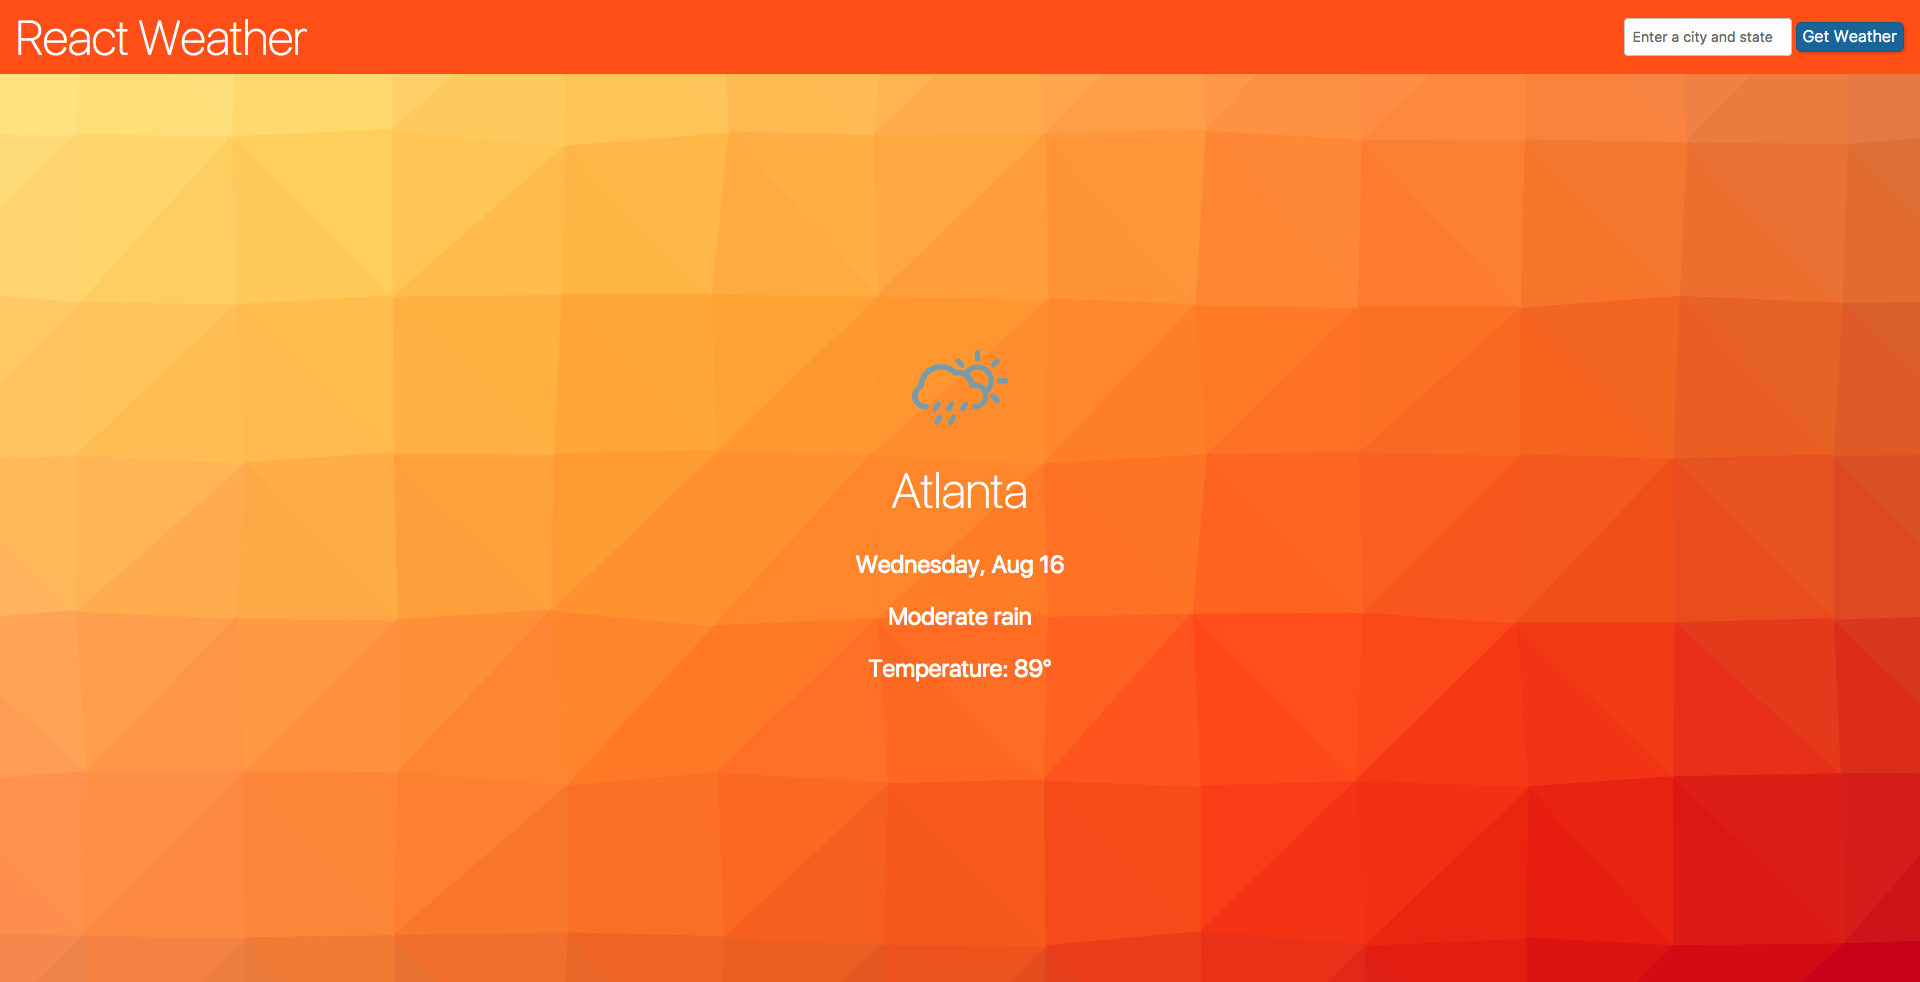 React Weather
Enter a city and state
Get Weather
Atlanta
Wednesday, Aug 16
Moderate rain
Temperature: 89°